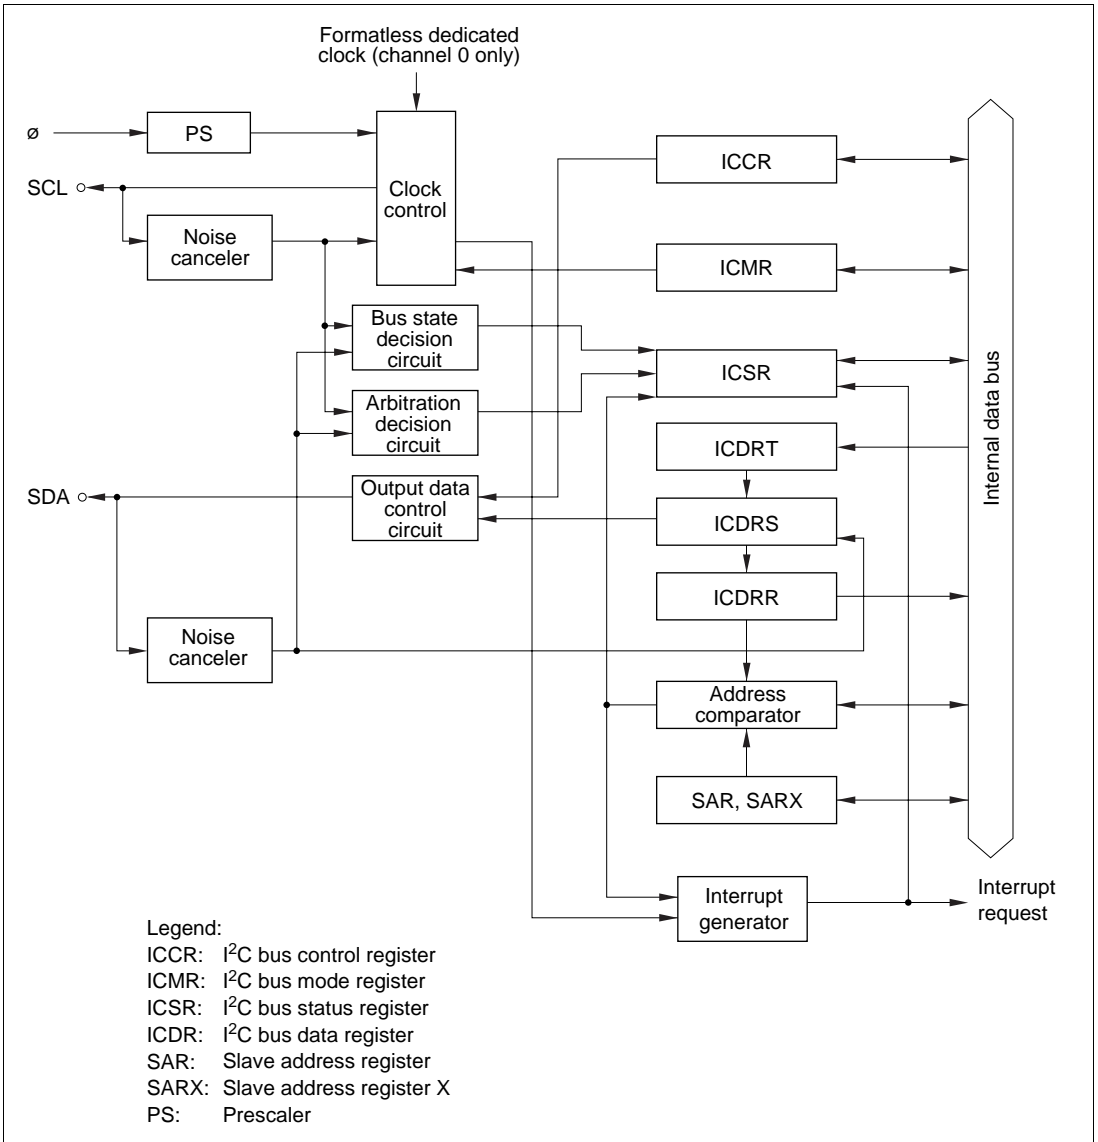 Formatless dedicated
clock (channel 0 only)
ø
PS
ICCR
SCL
Clock
control
Noise
canceler
ICMR
Bus state
decision
circuit
ICSR
Arbitration
decision
circuit
ICDRT
Internal data bus
SDA
Output data
control
circuit
ICDRS
ICDRR
Noise
canceler
Address
comparator
SAR, SARX
Interrupt
generator
Interrupt
request
Legend:
ICCR: I²C bus control register
ICMR: I²C bus mode register
ICSR: I²C bus status register
ICDR: I²C bus data register
SAR: Slave address register
SARX: Slave address register X
PS: Prescaler